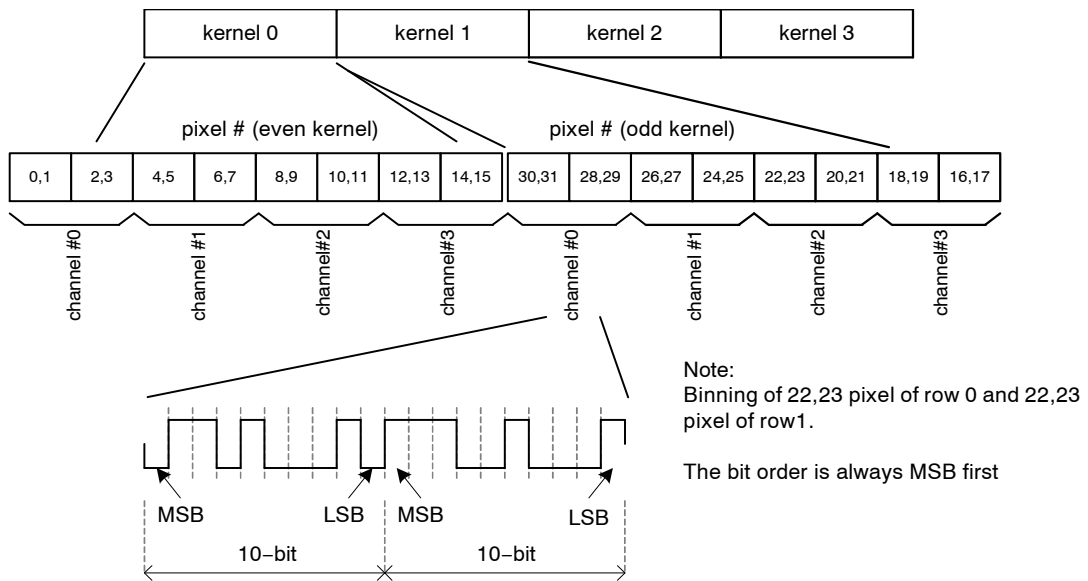 kernel 0 kernel 1 kernel 2 kernel 3
pixel # (even kernel) pixel # (odd kernel)
0,1 2,3 4,5 6,7 8,9 10,11 12,13 14,15 30,31 28,29 26,27 24,25 22,23 20,21 18,19 16,17
channel #0 channel #1 channel#2 channel#3 channel #0 channel #1 channel #2 channel #3
Note:
Binning of 22,23 pixel of row 0 and 22,23
pixel of row1.
The bit order is always MSB first
MSB LSB MSB LSB
10−bit 10−bit